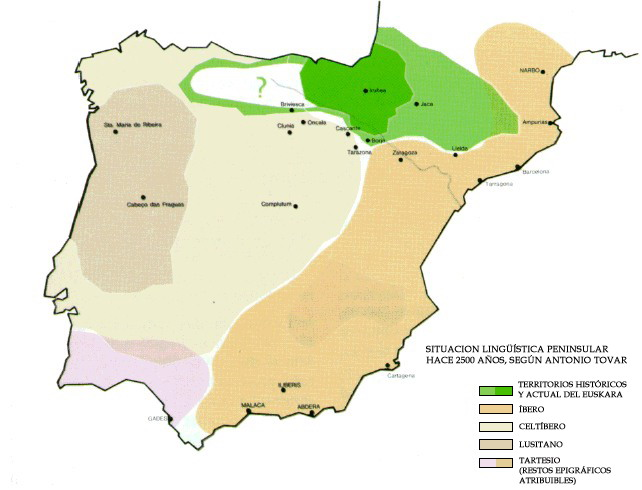 NARBO
?
Iruñea
Jaca
Briviesca
Oncala
Ampurias
Sta. Maria do Ribeira
Clunia
Cascante
Borja
Lleida
Tarazona
Zaragoza
Barcelona
Tarragona
Cabeço das Fraguas
Complutum
SITUACION LINGÜÍSTICA PENINSULAR
HACE 2500 AÑOS, SEGÚN ANTONIO TOVAR
Cartagena
TERRITORIOS HISTÓRICOS
Y ACTUAL DEL EUSKARA
ILIBERIS
MALACA
ABDERA
ÍBERO
GADES
CELTÍBERO
LUSITANO
TARTESIO
(RESTOS EPIGRÁFICOS
ATRIBUIBLES)